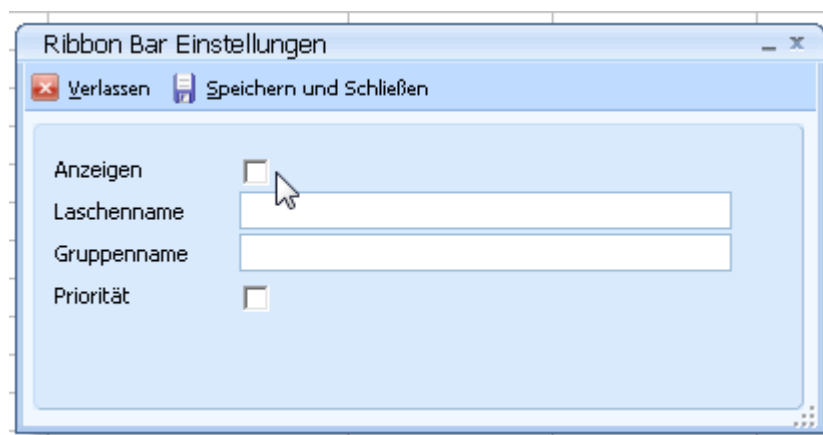 Ribbon Bar Einstellungen
Verlassen Speichern und Schließen
Anzeigen
Laschenname
Gruppenname
Priorität